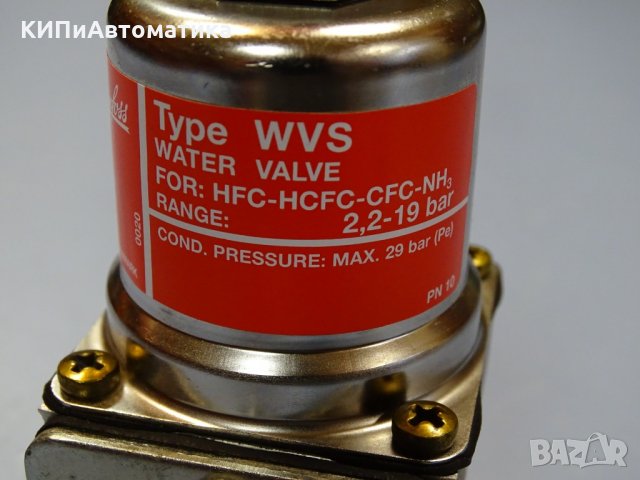 КИПиАвтоматика
Type WVS
WATER VALVE
FOR: HFC-HCFC-CFC-NH₃
RANGE: 2,2-19 bar
COND. PRESSURE: MAX. 29 bar (Pe)
PN 10
0020
BAZAR